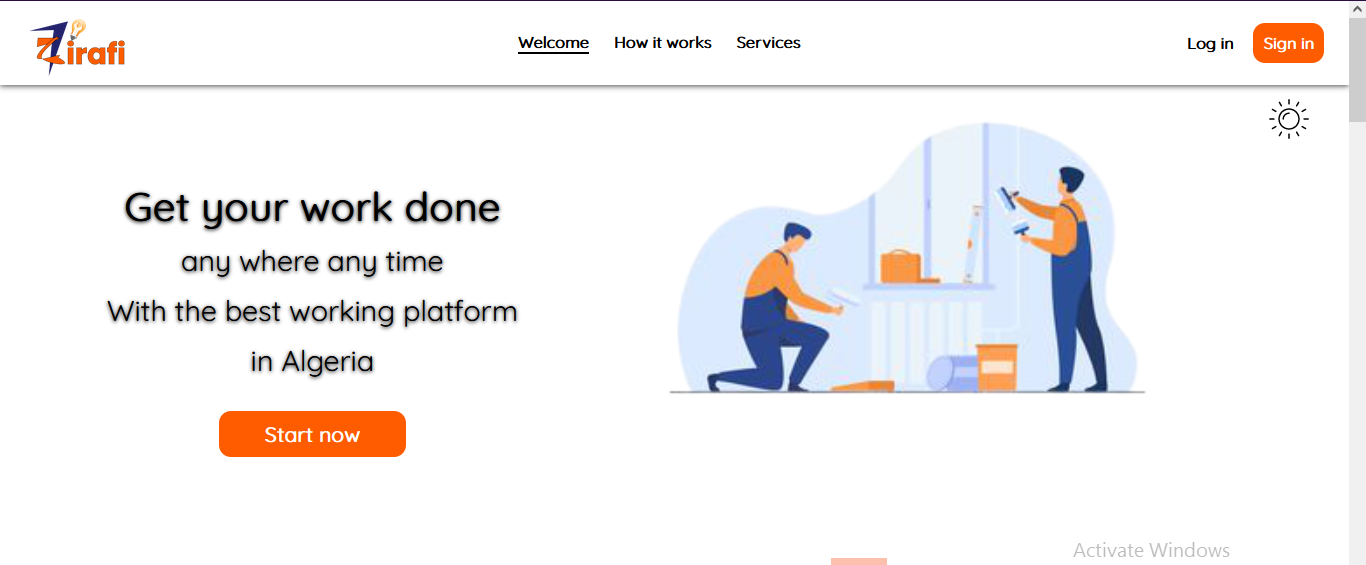 Zirafi
Welcome How it works Services
Log in Sign in
Get your work done
any where any time
With the best working platform
in Algeria
Start now
Activate Windows